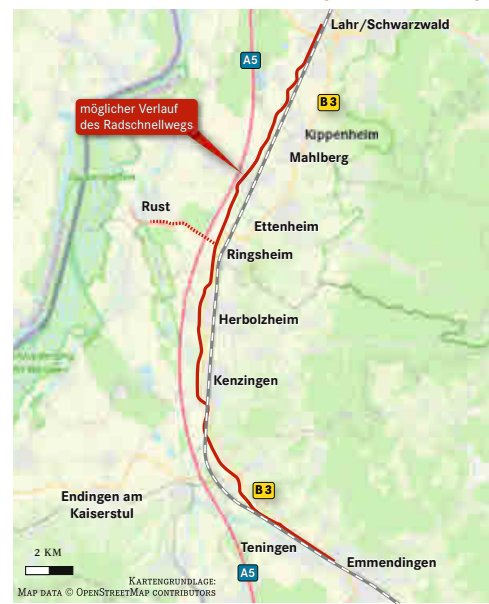 Lahr/Schwarzwald
A5
B 3
möglicher Verlauf
des Radschnellwegs
Kippenheim
Mahlberg
Rust
Ettenheim
Ringsheim
Herbolzheim
Kenzingen
B 3
Endingen am
Kaiserstul
Teningen
2 KM
Emmendingen
A5
KARTENGRUNDLAGE:
MAP DATA © OPENSTREETMAP CONTRIBUTORS